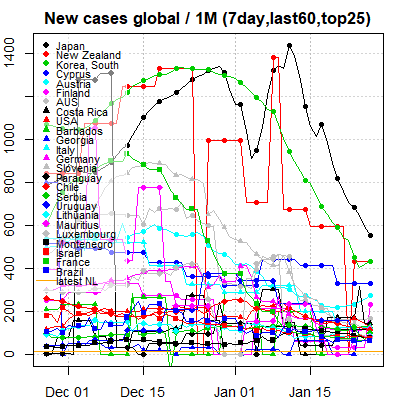 New cases global / 1M (7day,last60,top25)
Japan
New Zealand
Korea, South
Cyprus
Austria
Finland
AUS
Costa Rica
USA
Barbados
Georgia
Italy
Germany
Slovenia
Paraguay
Chile
Serbia
Uruguay
Lithuania
Mauritius
Luxembourg
Montenegro
Israel
France
Brazil
latest NL
0
200
400
600
800
1000
1400
Dec 01
Dec 15
Jan 01
Jan 15